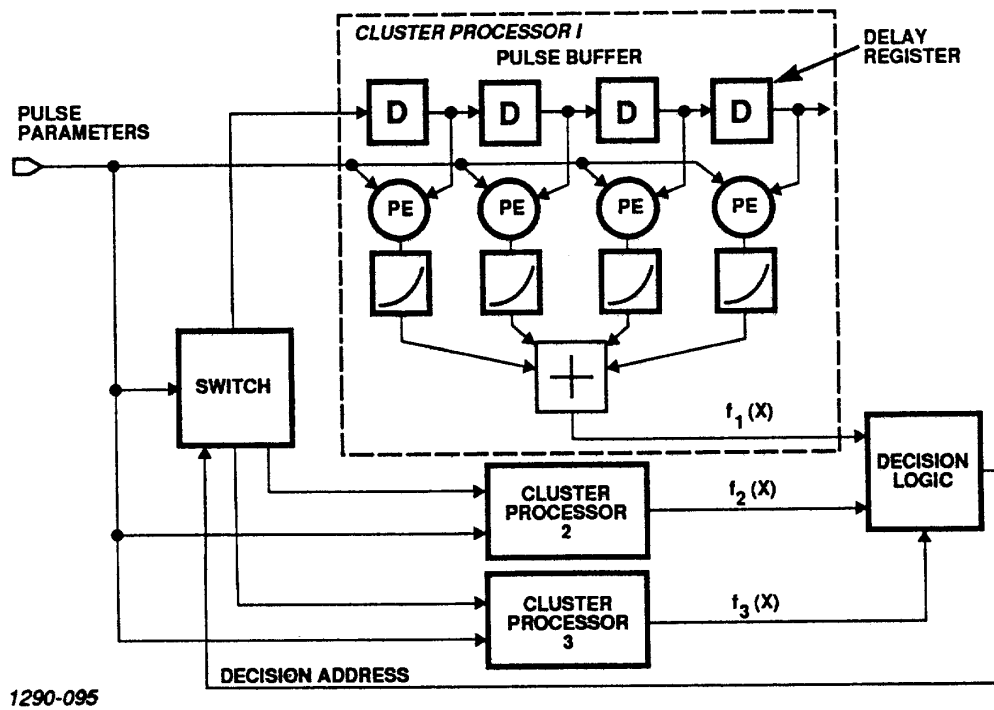 CLUSTER PROCESSOR I
PULSE BUFFER
DELAY
REGISTER
PULSE
PARAMETERS
D
D
D
D
PE
PE
PE
PE
SWITCH
+
f1(X)
DECISION
LOGIC
CLUSTER
PROCESSOR
2
f2(X)
CLUSTER
PROCESSOR
3
f3(X)
DECISION ADDRESS
1290-095